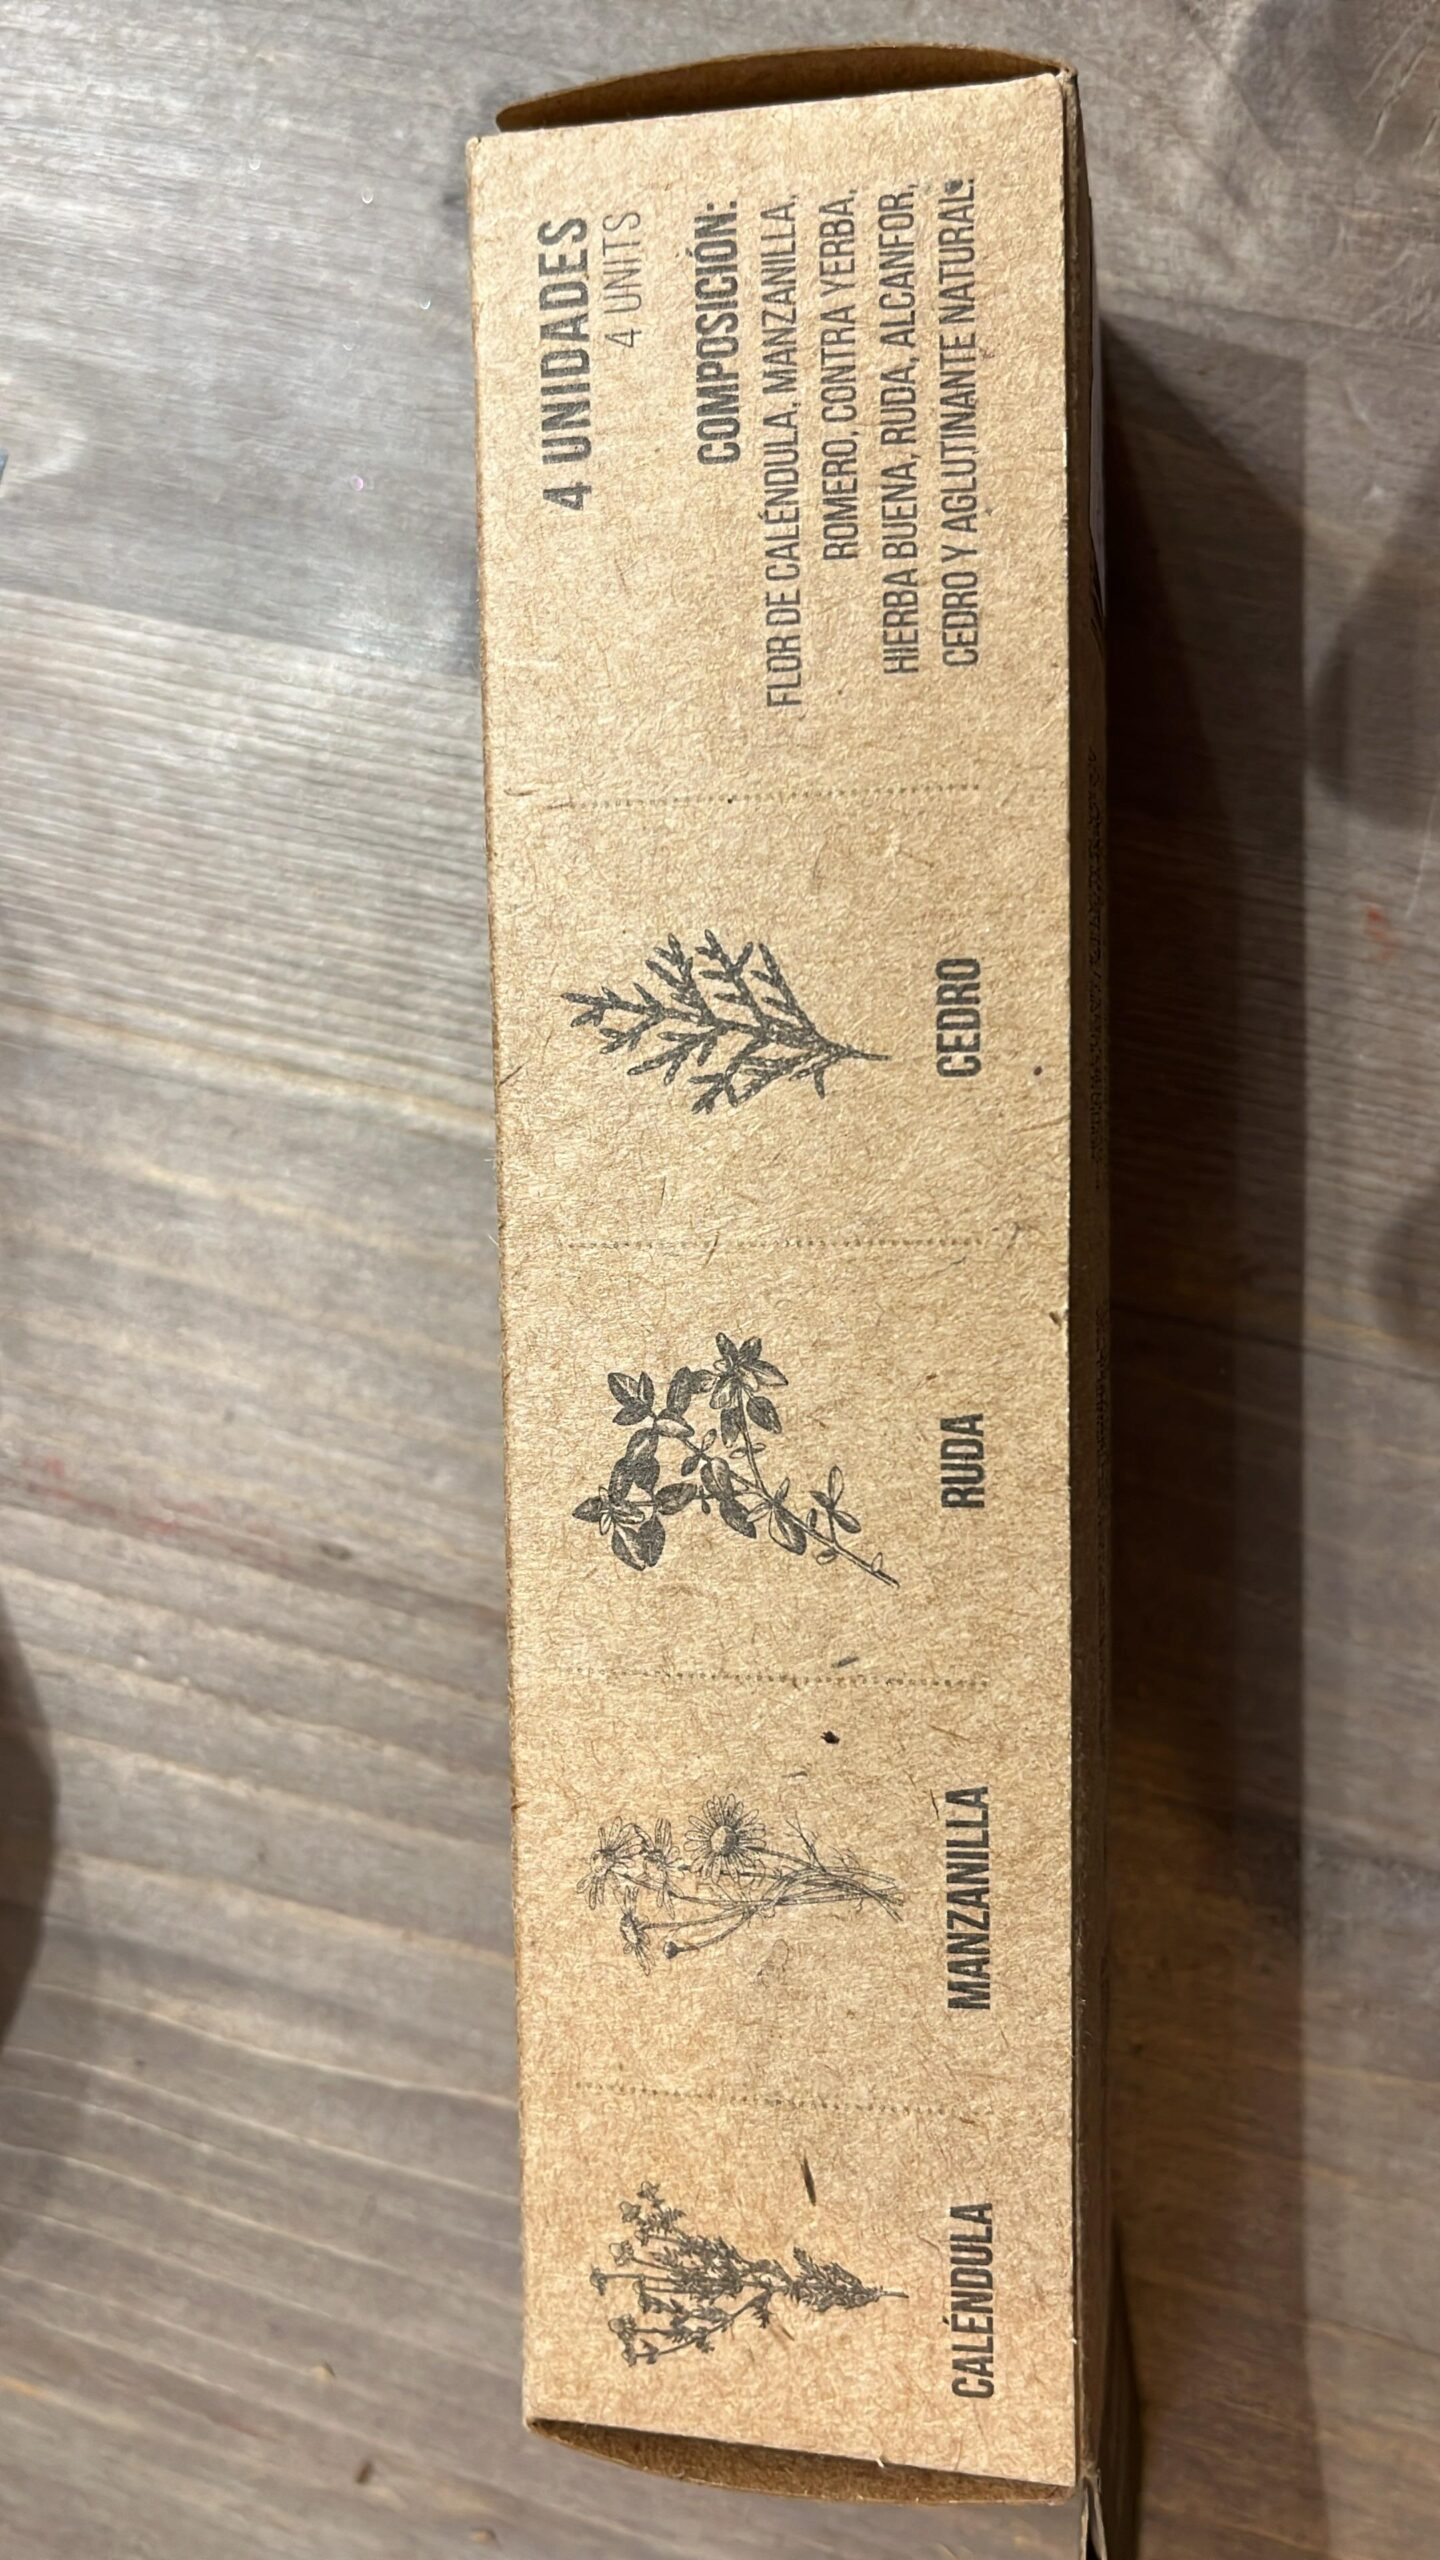 CALÉNDULA
MANZANILLA
RUDA
CEDRO
4 UNIDADES
4 UNITS
COMPOSICIÓN:
FLOR DE CALÉNDULA, MANZANILLA,
ROMERO, CONTRA YERBA,
HIERBA BUENA, RUDA, ALCANFOR,
CEDRO Y AGLUTINANTE NATURAL.